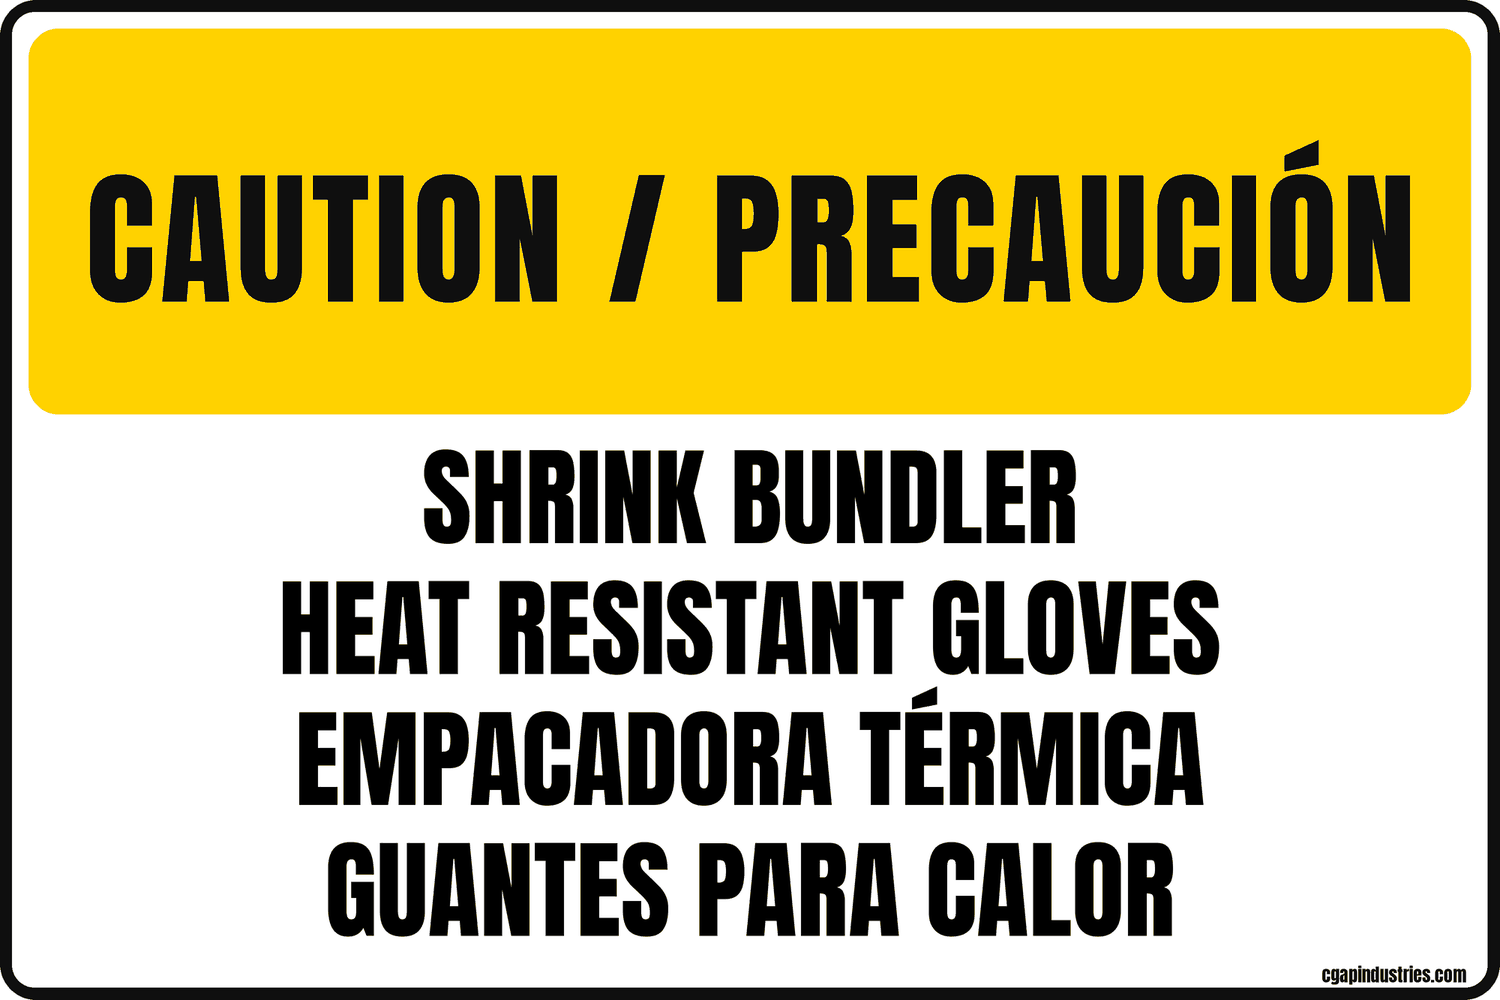 CAUTION / PRECAUCIÓN
SHRINK BUNDLER
HEAT RESISTANT GLOVES
EMPACADORA TÉRMICA
GUANTES PARA CALOR
cgapindustries.com